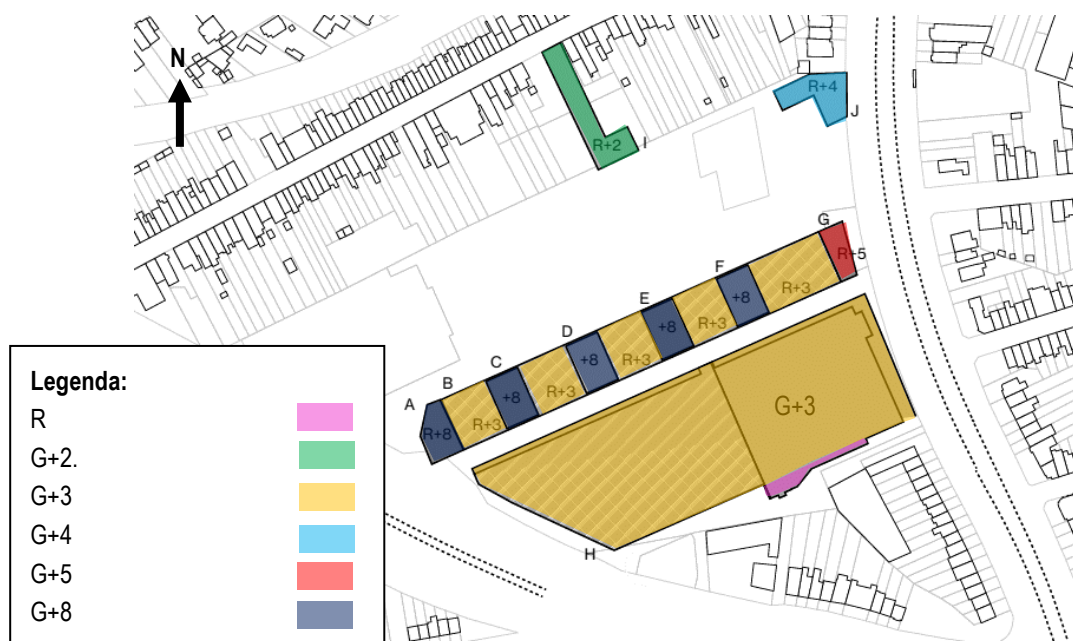 N
R+4
J
R+2
I
G
R+5
F
+8
R+3
E
+8
R+3
D
+8
R+3
C
+8
R+3
B
A
R+3
R+8
G+3
H
Legenda:
R
G+2.
G+3
G+4
G+5
G+8